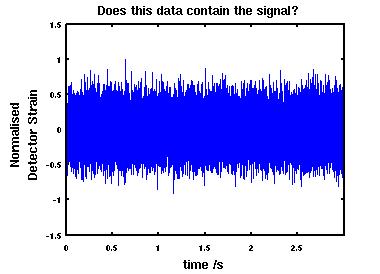 Does this data contain the signal?
1.5
1
0.5
0
-0.5
-1
-1.5
Normalised
Detector Strain
0 0.5 1 1.5 2 2.5
time /s